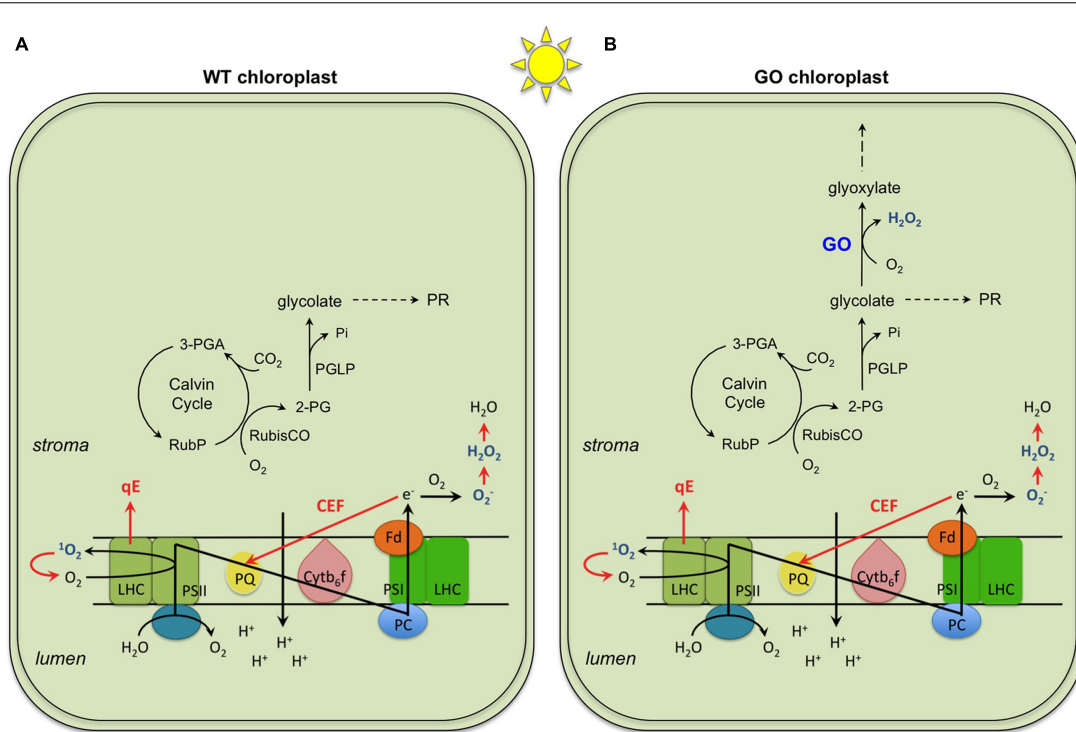 A
WT chloroplast
glycolate
PR
Pi
PGLP
3-PGA
CO2
Calvin
Cycle
2-PG
RubP
RubisCO
O2
H2O
H2O2
O2-
stroma
qE
CEF
e-
O2
1O2
O2
LHC
PSII
PQ
Cytb6f
Fd
PSI
LHC
PC
H2O
O2
H+
H+
H+
H+
lumen
B
GO chloroplast
glyoxylate
H2O2
GO
O2
glycolate
PR
Pi
PGLP
3-PGA
CO2
Calvin
Cycle
2-PG
RubP
RubisCO
O2
H2O
H2O2
O2-
stroma
qE
CEF
e-
O2
1O2
O2
LHC
PSII
PQ
Cytb6f
Fd
PSI
LHC
PC
H2O
O2
H+
H+
H+
H+
lumen